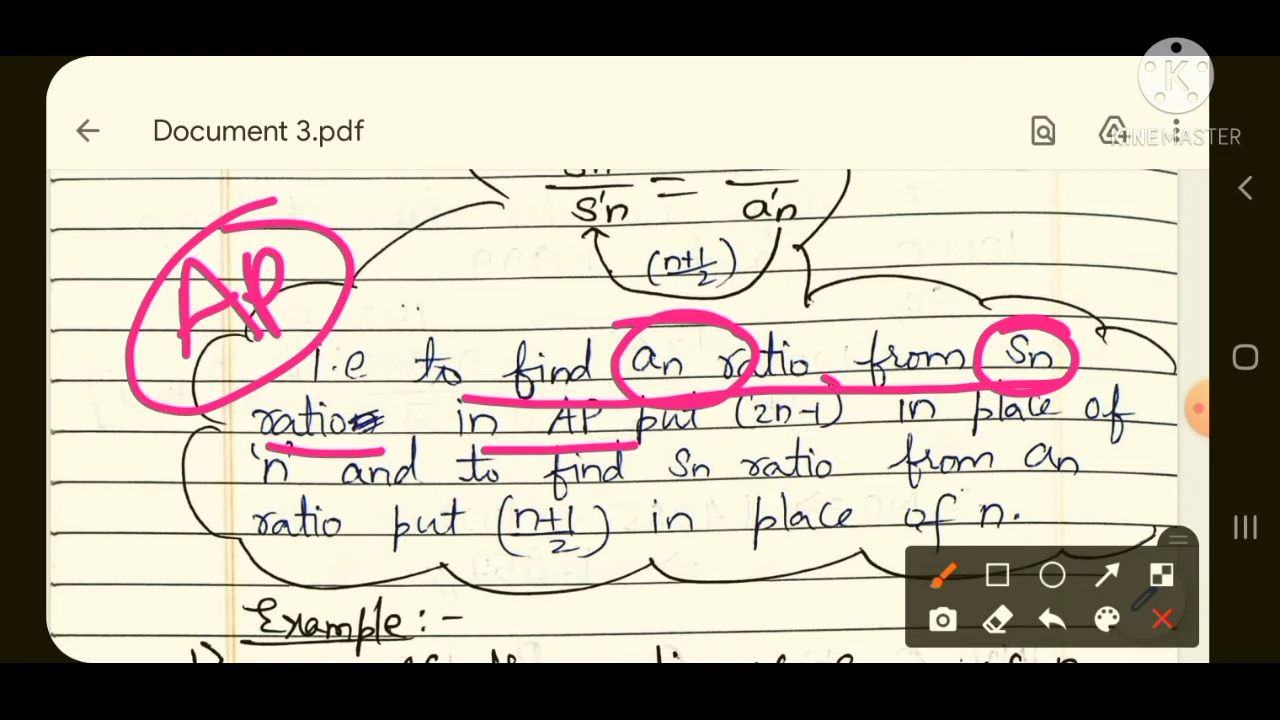 KINEMASTER
Document 3.pdf
S'n = a'n
(n+1/2)
AP
i.e to find an ratio from Sn
ratio in AP put (2n-1) in place of
'n' and to find Sn ratio from an
ratio put (n+1/2) in place of n.
Example:-